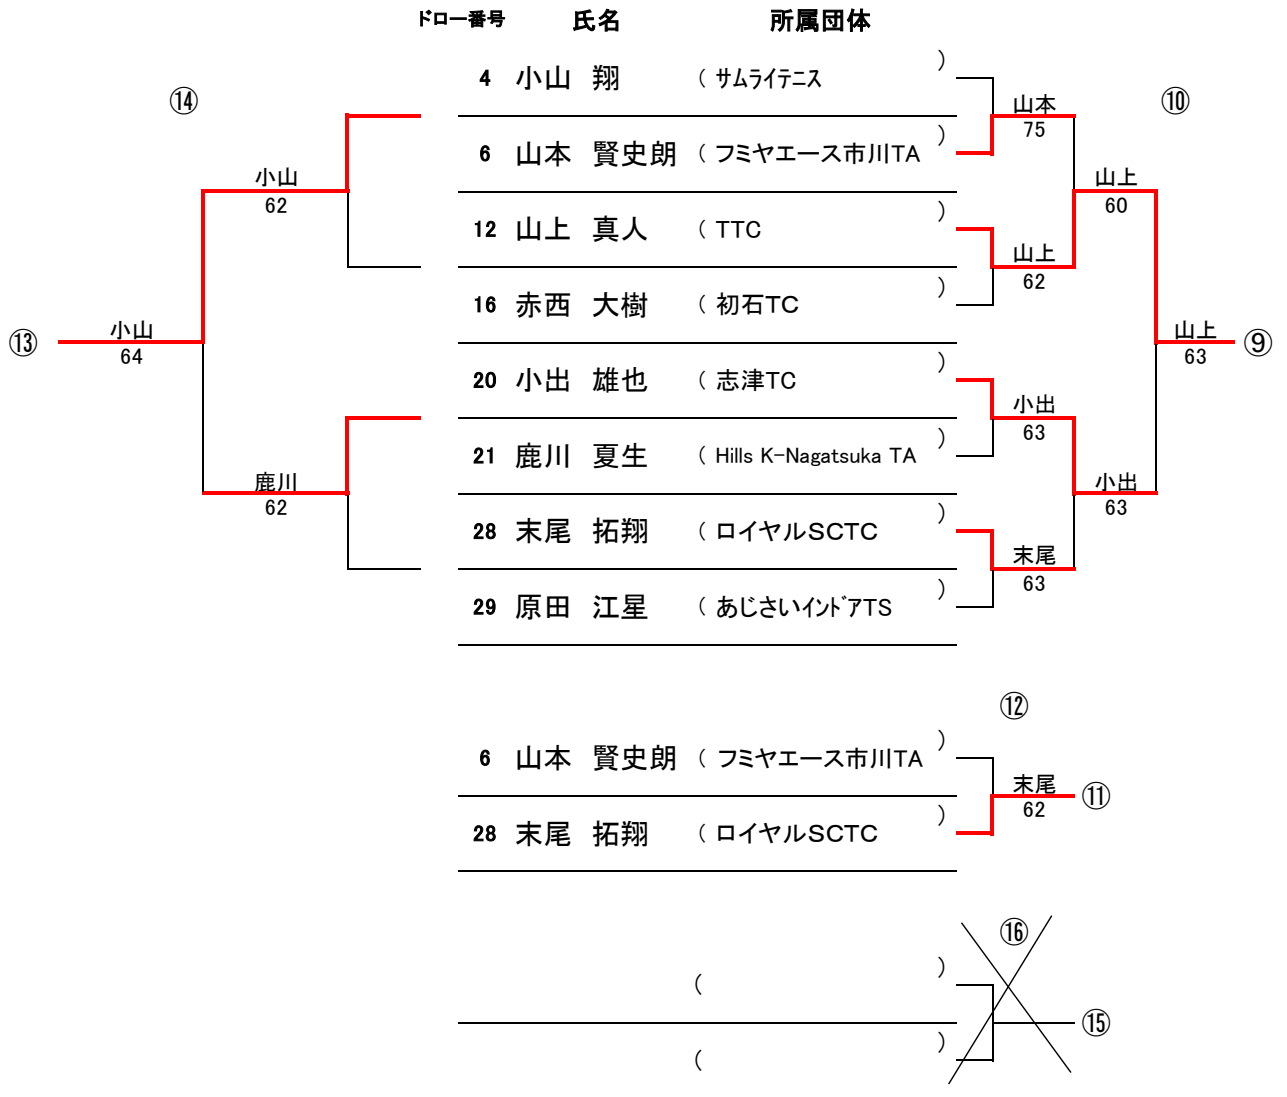 ドロー番号 氏名 所属団体
4 小山 翔 ( サムライテニス )
⑭ ⑩
山本
75
6 山本 賢史朗 ( フミヤエース市川TA )
小山 山上
62 60
12 山上 真人 ( TTC )
山上
62
16 赤西 大樹 ( 初石TC )
⑬ 小山 山上 ⑨
64 63
20 小出 雄也 ( 志津TC )
小出
63
21 鹿川 夏生 ( Hills K-Nagatsuka TA )
鹿川 小出
62 63
28 末尾 拓翔 ( ロイヤルSCTC )
末尾
63
29 原田 江星 ( あじさいインドアTS )
⑫
6 山本 賢史朗 ( フミヤエース市川TA )
末尾 ⑪
62
28 末尾 拓翔 ( ロイヤルSCTC )
⑯
( )
⑮
( )